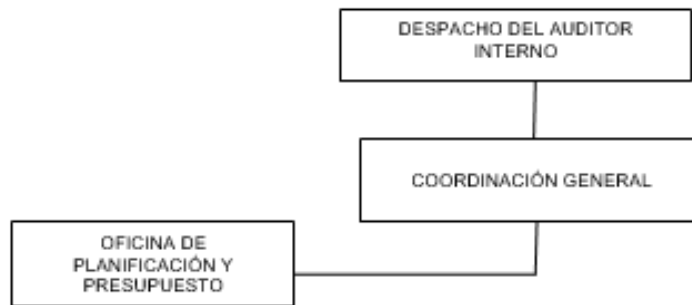 DESPACHO DEL AUDITOR
INTERNO
COORDINACIÓN GENERAL
OFICINA DE
PLANIFICACIÓN Y
PRESUPUESTO